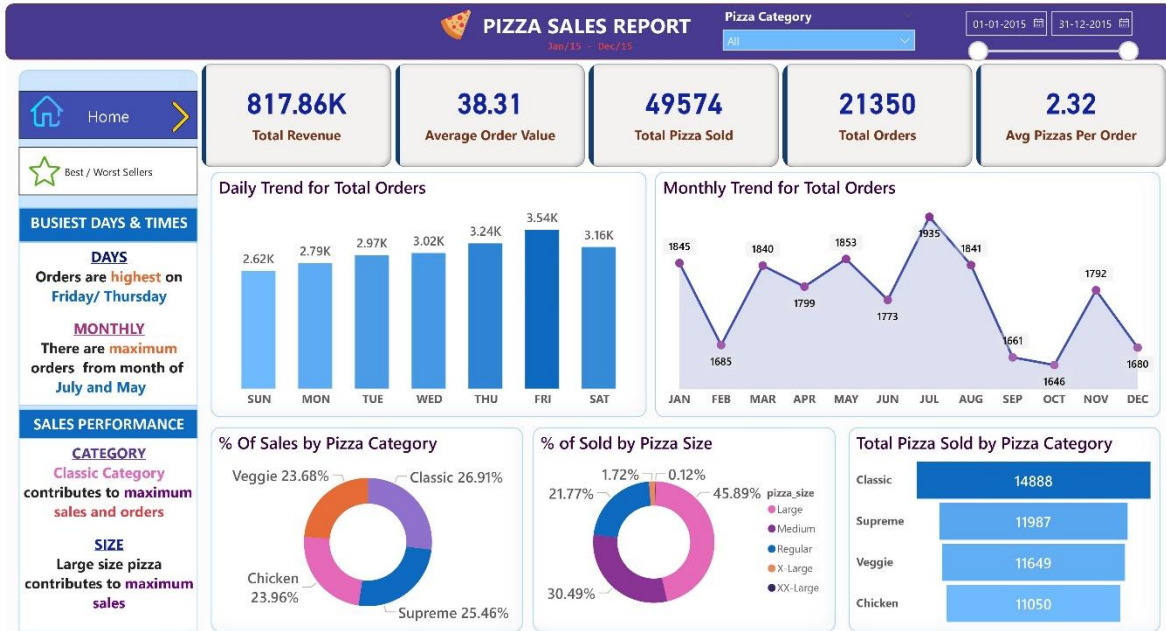 PIZZA SALES REPORT
Jan/15 - Dec/15
Pizza Category
All
01-01-2015
31-12-2015
Home
Best / Worst Sellers
BUSIEST DAYS & TIMES
DAYS
Orders are highest on
Friday/ Thursday
MONTHLY
There are maximum
orders from month of
July and May
SALES PERFORMANCE
CATEGORY
Classic Category
contributes to maximum
sales and orders
SIZE
Large size pizza
contributes to maximum
sales
817.86K
Total Revenue
38.31
Average Order Value
49574
Total Pizza Sold
21350
Total Orders
2.32
Avg Pizzas Per Order
Daily Trend for Total Orders
2.62K
2.79K
2.97K
3.02K
3.24K
3.54K
3.16K
SUN MON TUE WED THU FRI SAT
Monthly Trend for Total Orders
1845
1685
1840
1799
1853
1773
1935
1841
1661
1646
1792
1680
JAN FEB MAR APR MAY JUN JUL AUG SEP OCT NOV DEC
% Of Sales by Pizza Category
Veggie 23.68%
Classic 26.91%
Chicken
23.96%
Supreme 25.46%
% of Sold by Pizza Size
1.72%
0.12%
21.77%
45.89%
30.49%
pizza_size
Large
Medium
Regular
X-Large
XX-Large
Total Pizza Sold by Pizza Category
Classic 14888
Supreme 11987
Veggie 11649
Chicken 11050